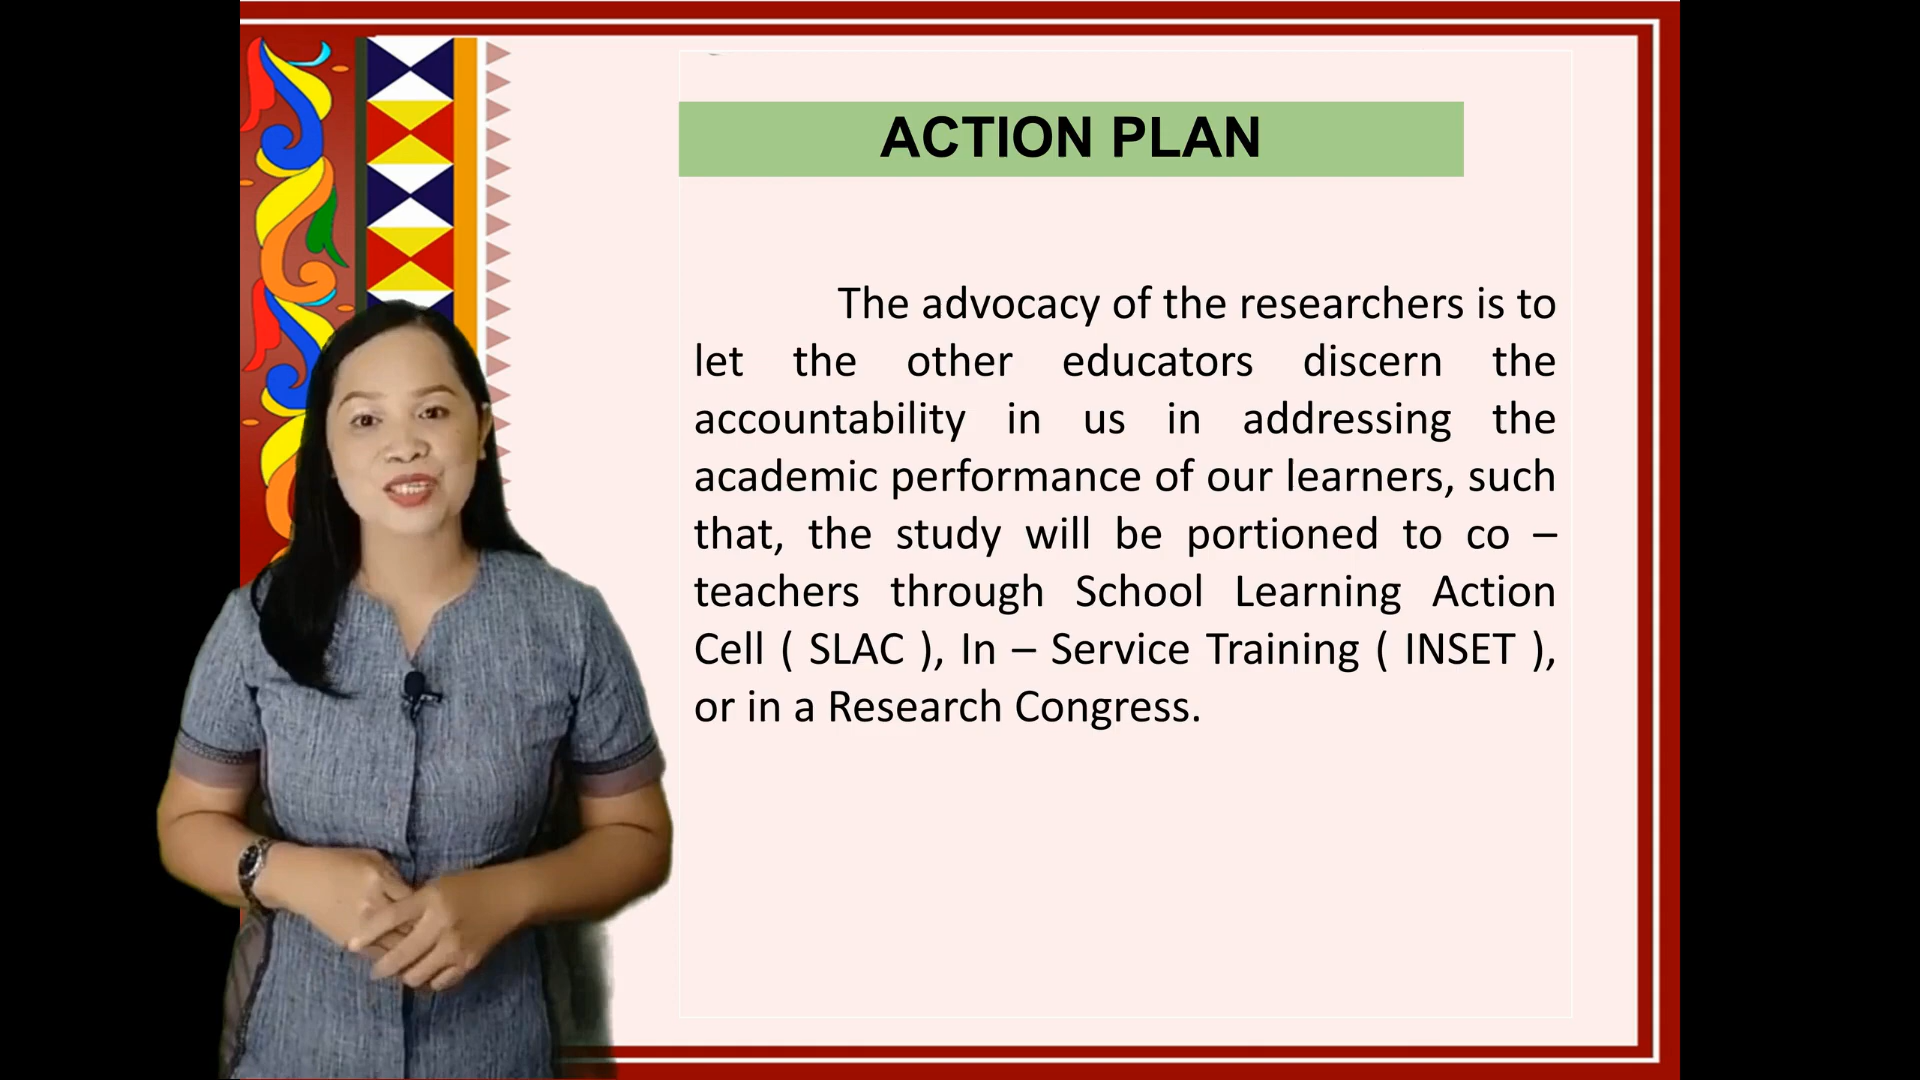 ACTION PLAN
The advocacy of the researchers is to
let the other educators discern the
accountability in us in addressing the
academic performance of our learners, such
that, the study will be portioned to co –
teachers through School Learning Action
Cell ( SLAC ), In – Service Training ( INSET ),
or in a Research Congress.